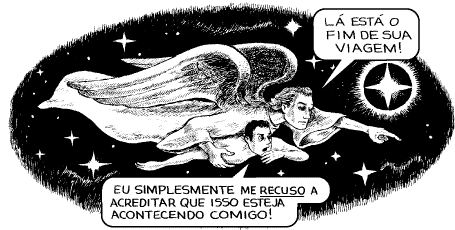 LÁ ESTÁ O
FIM DE SUA
VIAGEM!
EU SIMPLESMENTE ME RECUSO A
ACREDITAR QUE ISSO ESTEJA
ACONTECENDO COMIGO!